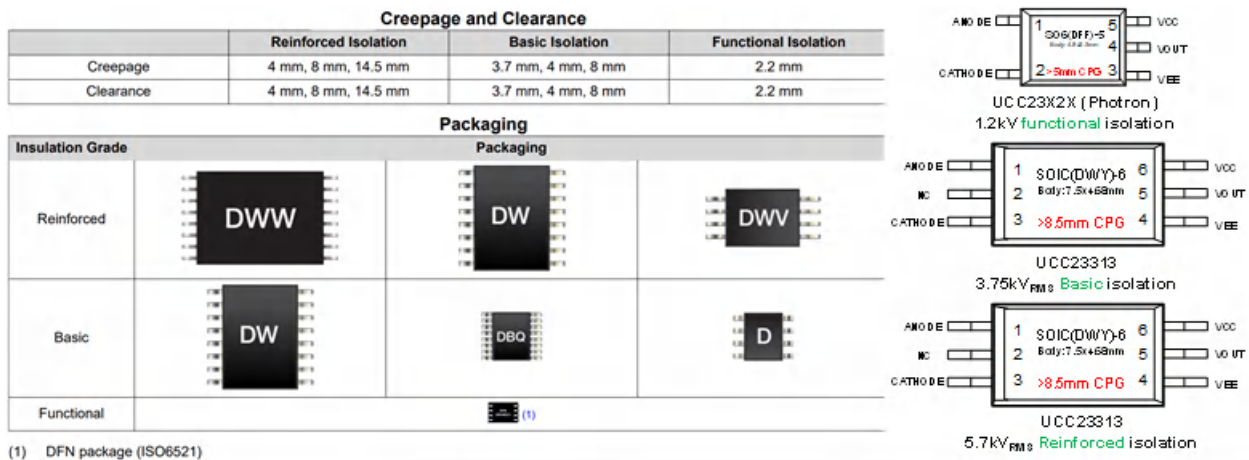 Creepage and Clearance
Reinforced Isolation Basic Isolation Functional Isolation
Creepage 4 mm, 8 mm, 14.5 mm 3.7 mm, 4 mm, 8 mm 2.2 mm
Clearance 4 mm, 8 mm, 14.5 mm 3.7 mm, 4 mm, 8 mm 2.2 mm
Packaging
Insulation Grade Packaging
Reinforced DWW DW DWV
Basic DW DBQ D
Functional (1)
(1) DFN package (ISO6521)
ANODE 1 5 VCC
4 VOUT
CATHODE 2 >5mm CPG 3 VEE
UCC23X2X (Photron)
1.2kV functional isolation
ANODE 1 SOIC(DWY)-6 6 VCC
NC 2 Body:7.5x4.68mm 5 VOUT
CATHODE 3 >8.5mm CPG 4 VEE
UCC23313
3.75kVRMS Basic isolation
ANODE 1 SOIC(DWY)-6 6 VCC
NC 2 Body:7.5x4.68mm 5 VOUT
CATHODE 3 >8.5mm CPG 4 VEE
UCC23313
5.7kVRMS Reinforced isolation